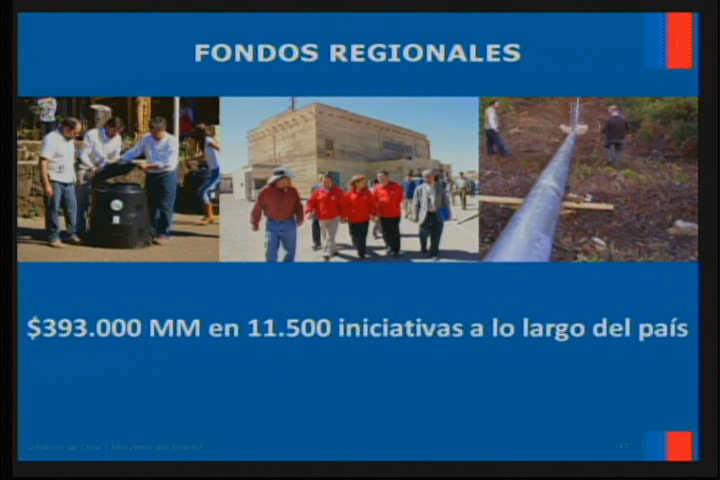 FONDOS REGIONALES
$393.000 MM en 11.500 iniciativas a lo largo del país